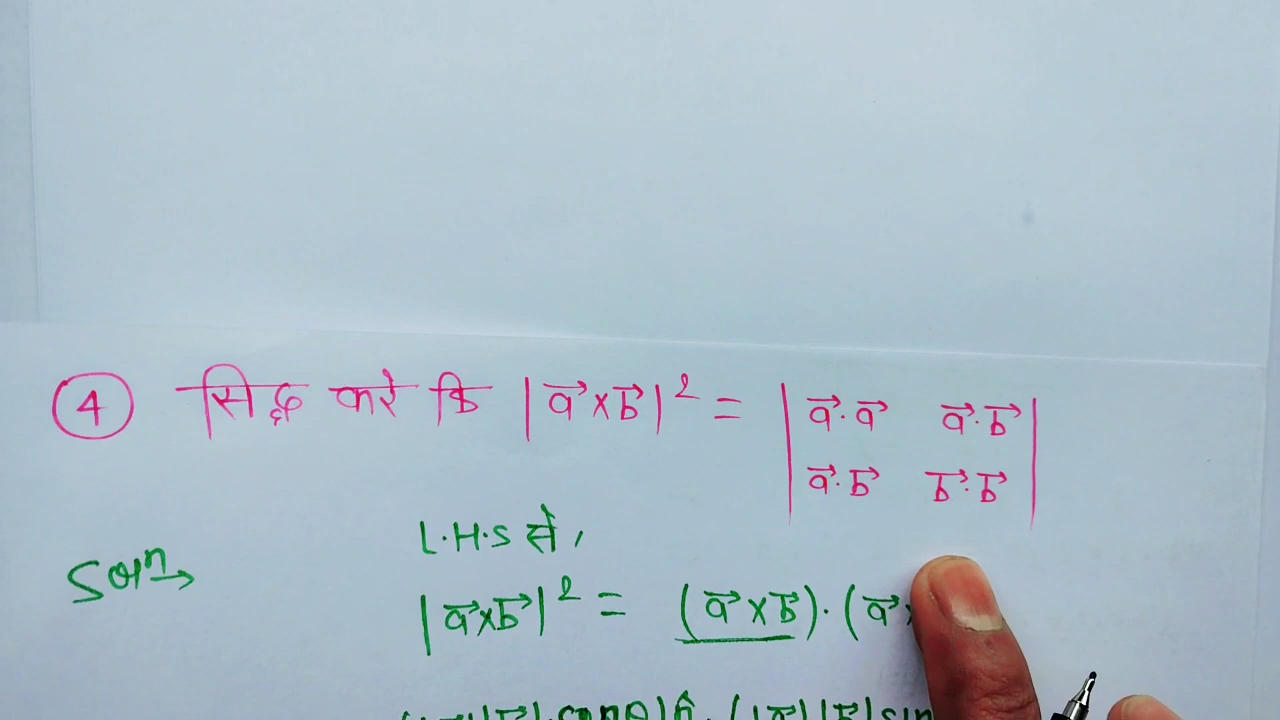 ④ सिद्ध करे कि |a⃗×b⃗|² = | a⃗·a⃗ a⃗·b⃗ |
| a⃗·b⃗ b⃗·b⃗ |
L.H.S से,
Solⁿ→
|a⃗×b⃗|² = (a⃗×b⃗)·(a⃗